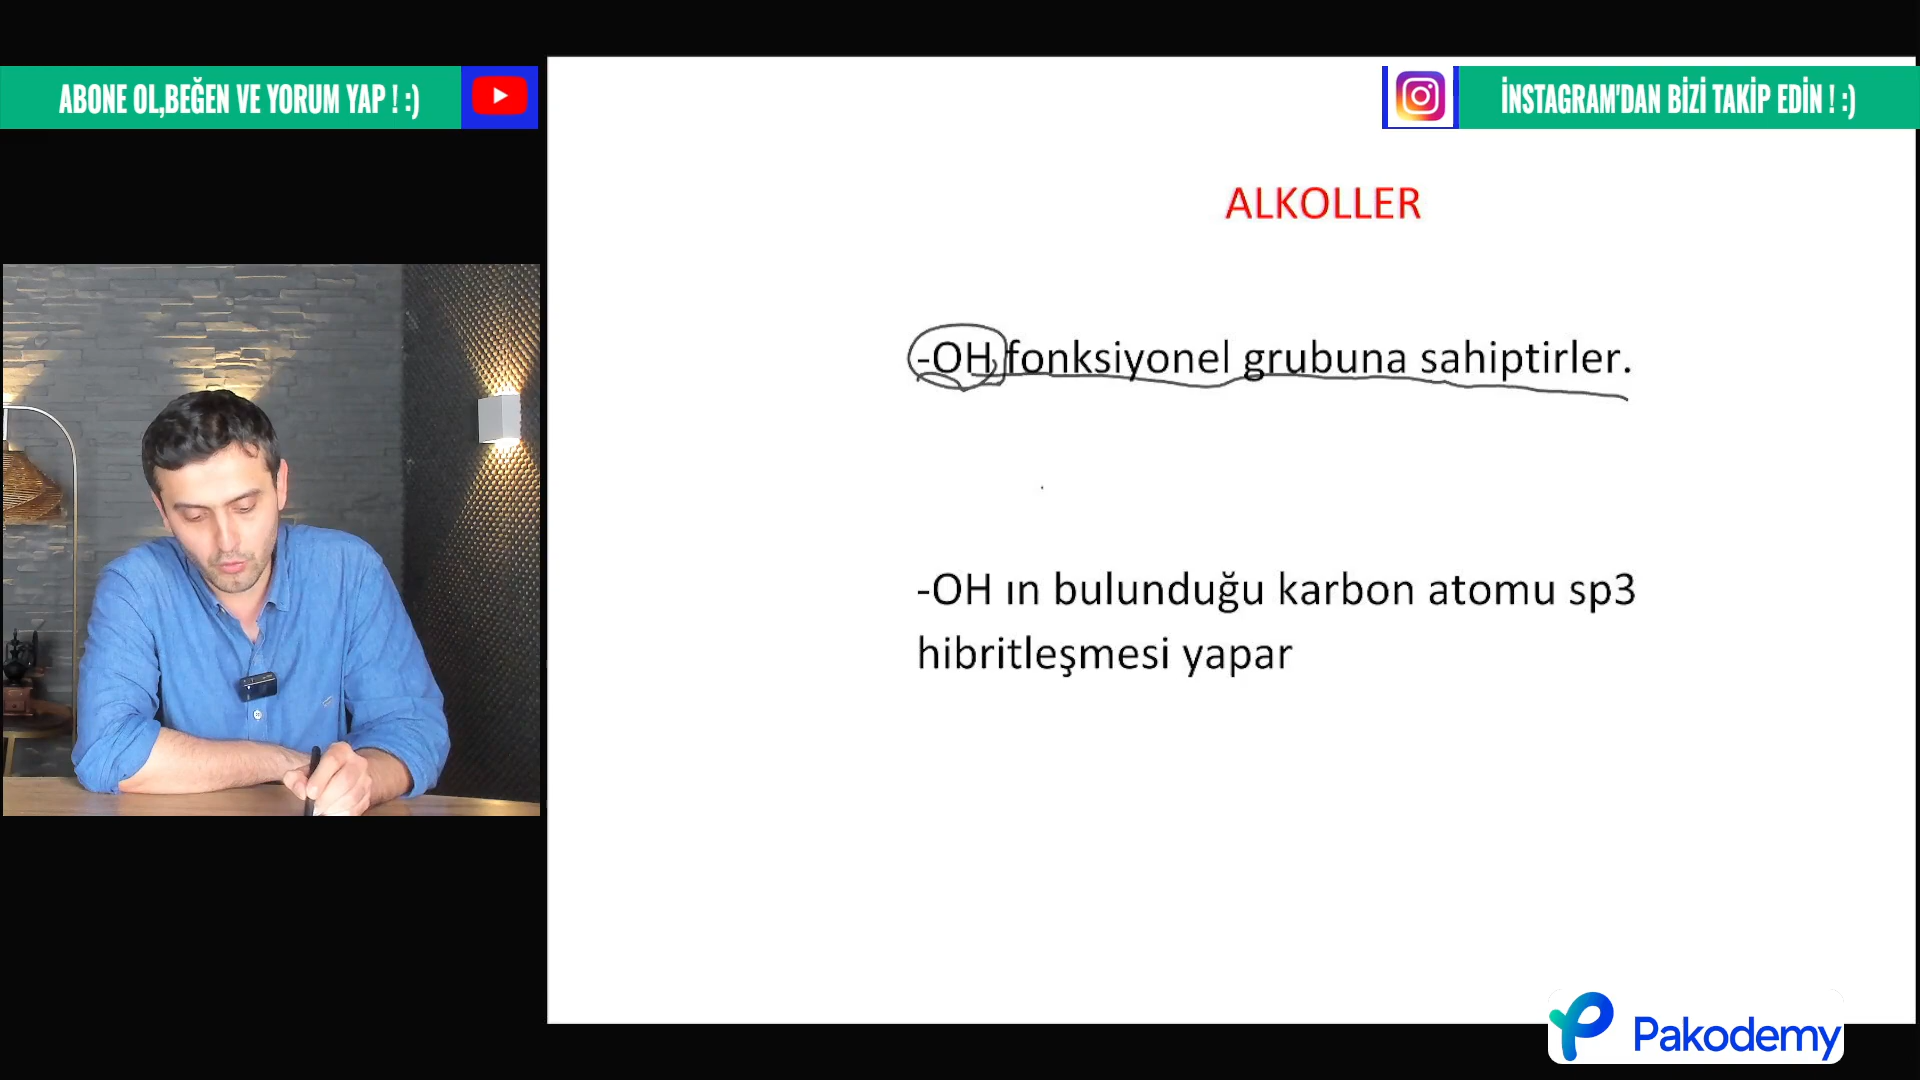 ABONE OL,BEĞEN VE YORUM YAP ! :)
İNSTAGRAM'DAN BİZİ TAKİP EDİN ! :)
ALKOLLER
-OH fonksiyonel grubuna sahiptirler.
-OH ın bulunduğu karbon atomu sp3
hibritleşmesi yapar
Pakodemy